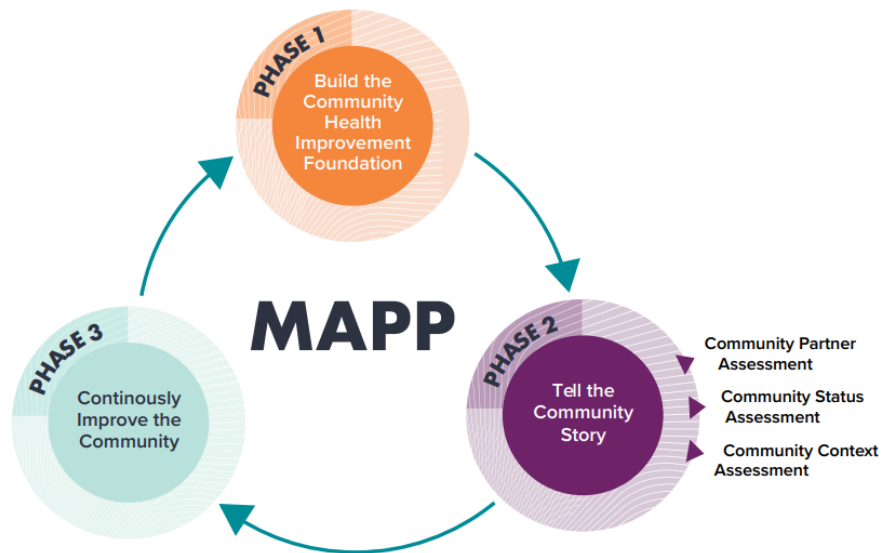 PHASE 1
Build the
Community
Health
Improvement
Foundation
MAPP
PHASE 2
Tell the
Community
Story
Community Partner
Assessment
Community Status
Assessment
Community Context
Assessment
PHASE 3
Continously
Improve the
Community